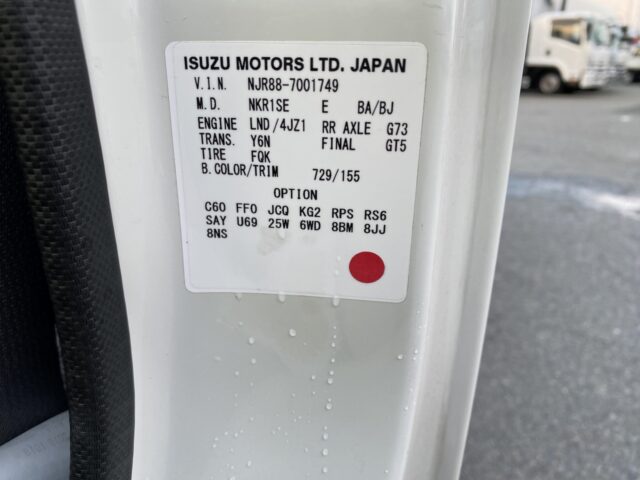 ISUZU MOTORS LTD. JAPAN
V.I.N. NJR88-7001749
M.D. NKR1SE E BA/BJ
ENGINE LND/4JZ1 RR AXLE G73
TRANS. Y6N FINAL GT5
TIRE FQK
B.COLOR/TRIM 729/155
OPTION
C60 FF0 JCQ KG2 RPS RS6
SAY U69 25W 6WD 8BM 8JJ
8NS